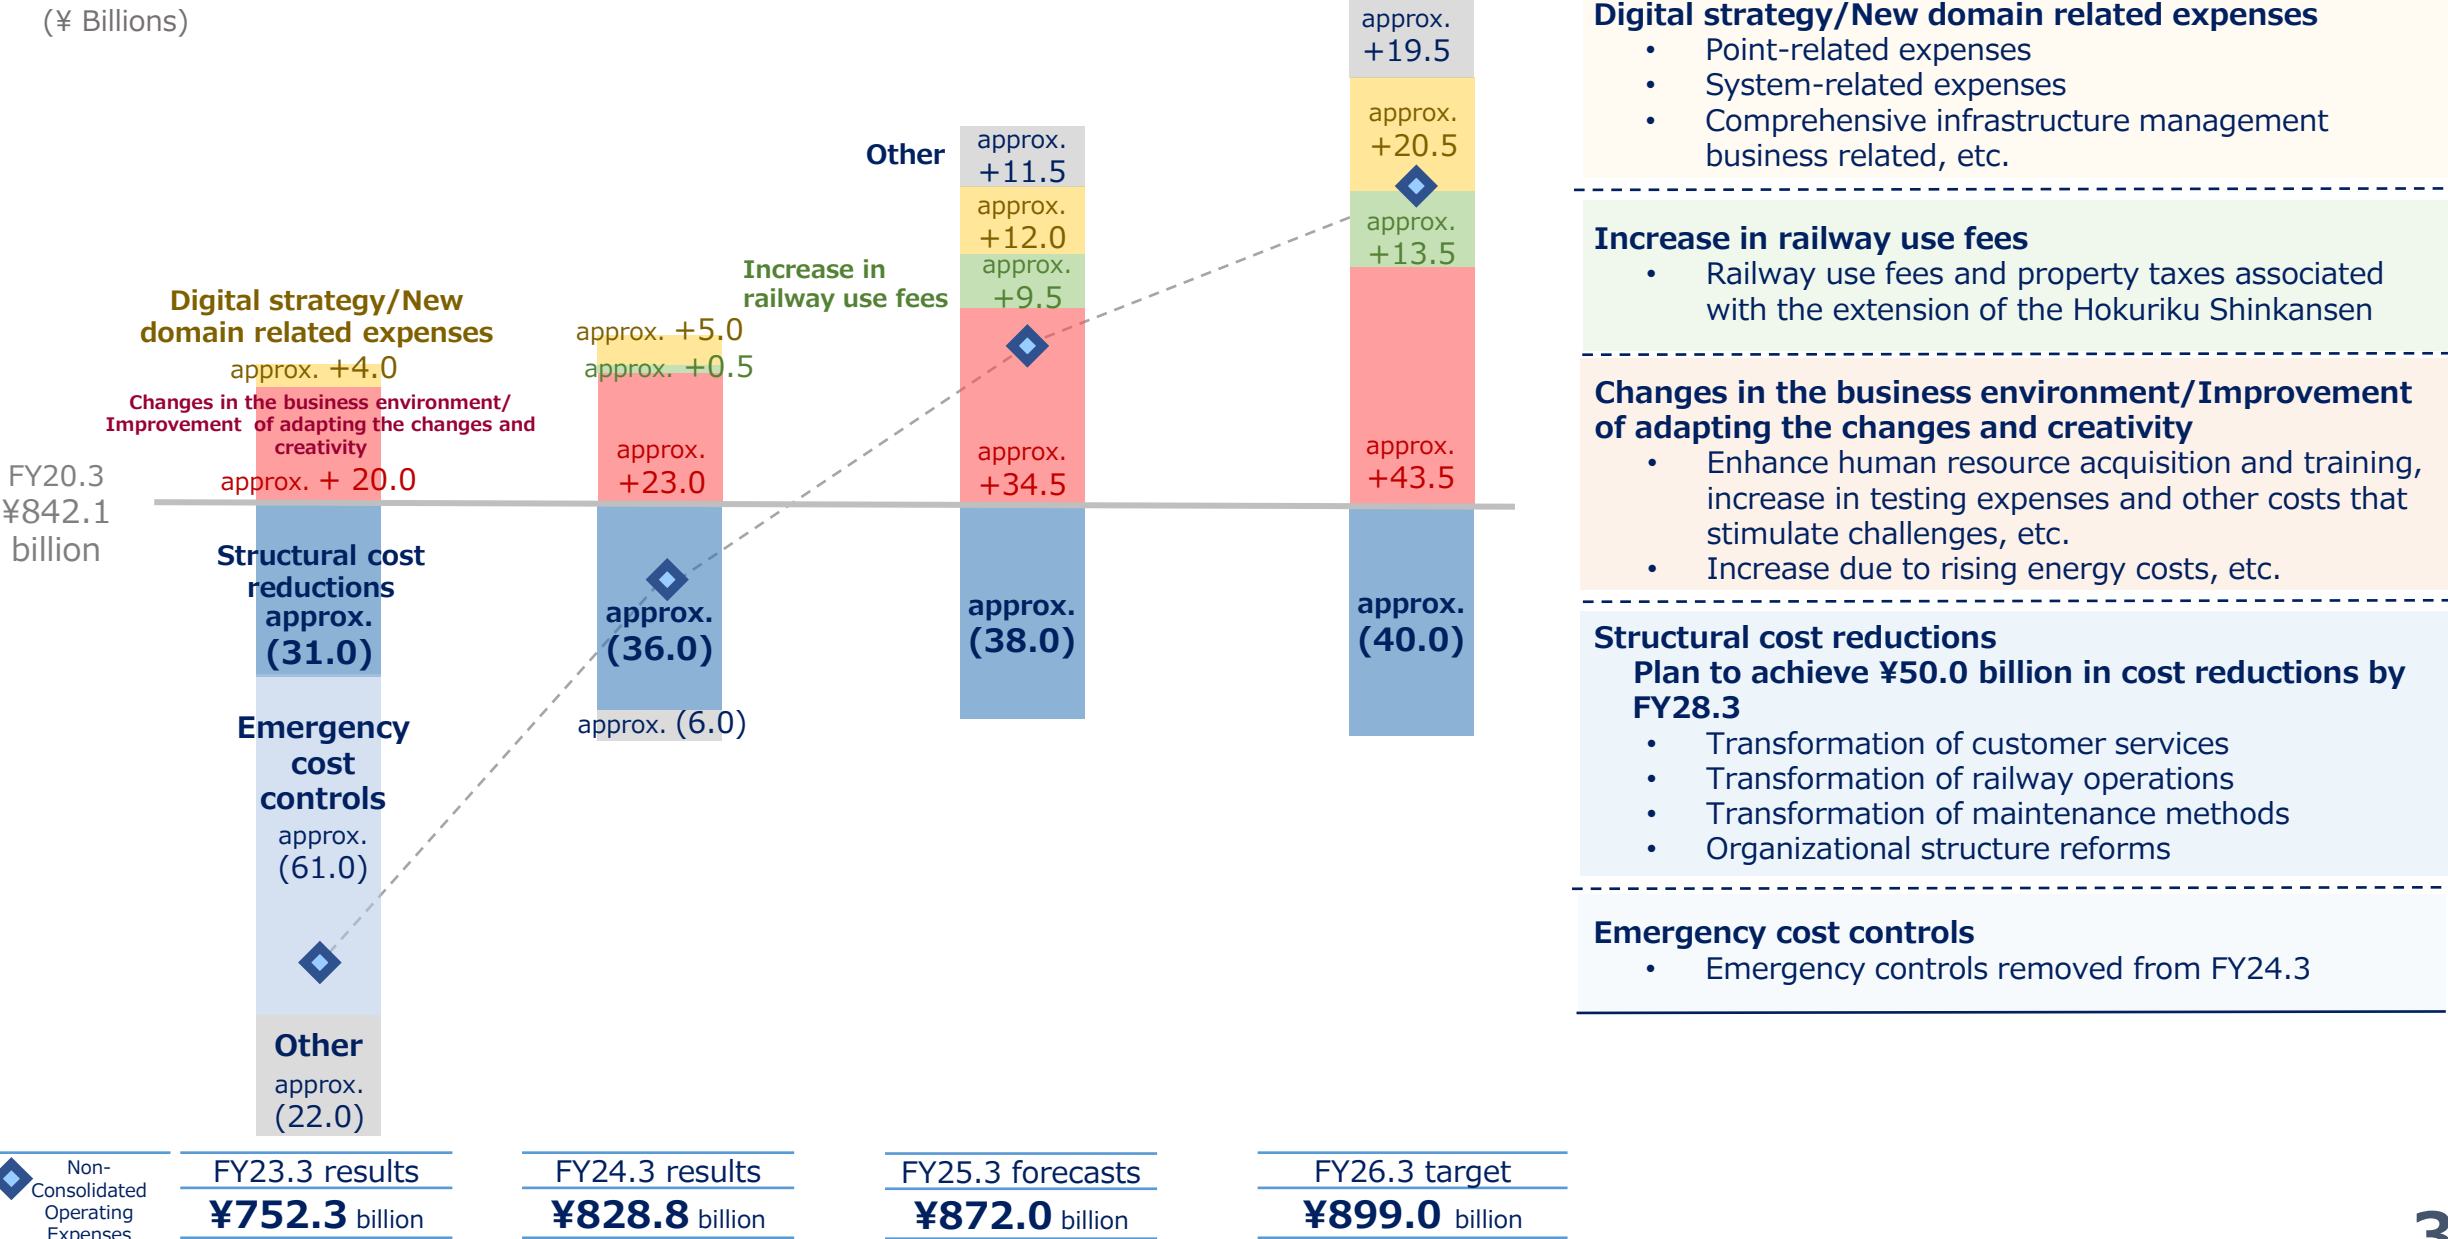 (¥ Billions)
Digital strategy/New
domain related expenses
approx. +4.0
Changes in the business environment/
Improvement of adapting the changes and
creativity
approx. + 20.0
FY20.3
¥842.1
billion
Structural cost
reductions
approx.
(31.0)
Emergency
cost
controls
approx.
(61.0)
Other
approx.
(22.0)
approx. +5.0
approx. +0.5
approx.
+23.0
approx.
(36.0)
approx. (6.0)
Other
approx.
+11.5
approx.
+12.0
Increase in
railway use fees
approx.
+9.5
approx.
+34.5
approx.
(38.0)
approx.
+19.5
approx.
+20.5
approx.
+13.5
approx.
+43.5
approx.
(40.0)
Non-
Consolidated
Operating
Expenses
FY23.3 results
¥752.3 billion
FY24.3 results
¥828.8 billion
FY25.3 forecasts
¥872.0 billion
FY26.3 target
¥899.0 billion
Digital strategy/New domain related expenses
• Point-related expenses
• System-related expenses
• Comprehensive infrastructure management
business related, etc.
Increase in railway use fees
• Railway use fees and property taxes associated
with the extension of the Hokuriku Shinkansen
Changes in the business environment/Improvement
of adapting the changes and creativity
• Enhance human resource acquisition and training,
increase in testing expenses and other costs that
stimulate challenges, etc.
• Increase due to rising energy costs, etc.
Structural cost reductions
Plan to achieve ¥50.0 billion in cost reductions by
FY28.3
• Transformation of customer services
• Transformation of railway operations
• Transformation of maintenance methods
• Organizational structure reforms
Emergency cost controls
• Emergency controls removed from FY24.3